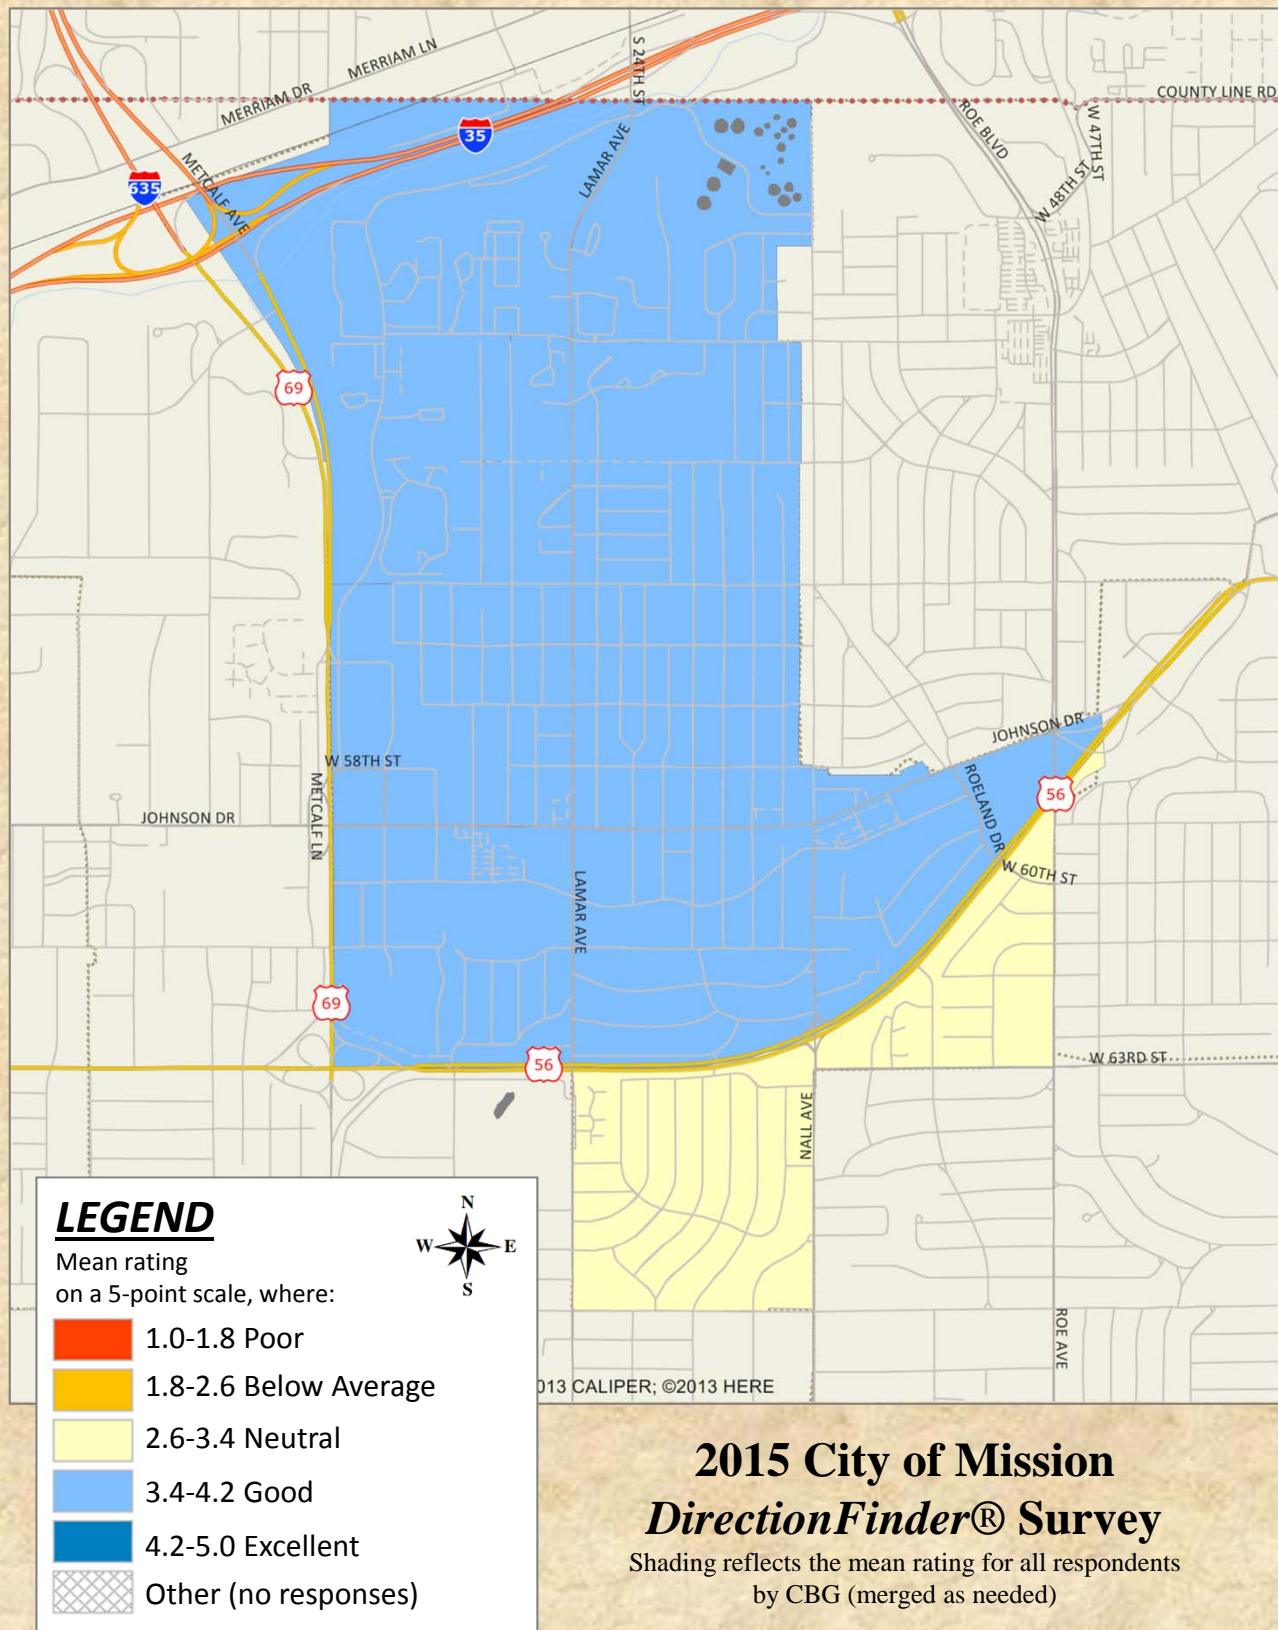 MERRIAM LN
S 24TH ST
MERRIAM DR
COUNTY LINE RD
35
ROE BLVD
W 47TH ST
LAMAR AVE
METCALF AVE
635
W 48TH ST
69
JOHNSON DR
W 58TH ST
ROELAND DR
56
METCALF LN
JOHNSON DR
W 60TH ST
LAMAR AVE
69
56
W 63RD ST
NALL AVE
ROE AVE
013 CALIPER; ©2013 HERE
LEGEND
N
W E
S
Mean rating
on a 5-point scale, where:
1.0-1.8 Poor
1.8-2.6 Below Average
2.6-3.4 Neutral
3.4-4.2 Good
4.2-5.0 Excellent
Other (no responses)
2015 City of Mission
DirectionFinder® Survey
Shading reflects the mean rating for all respondents
by CBG (merged as needed)